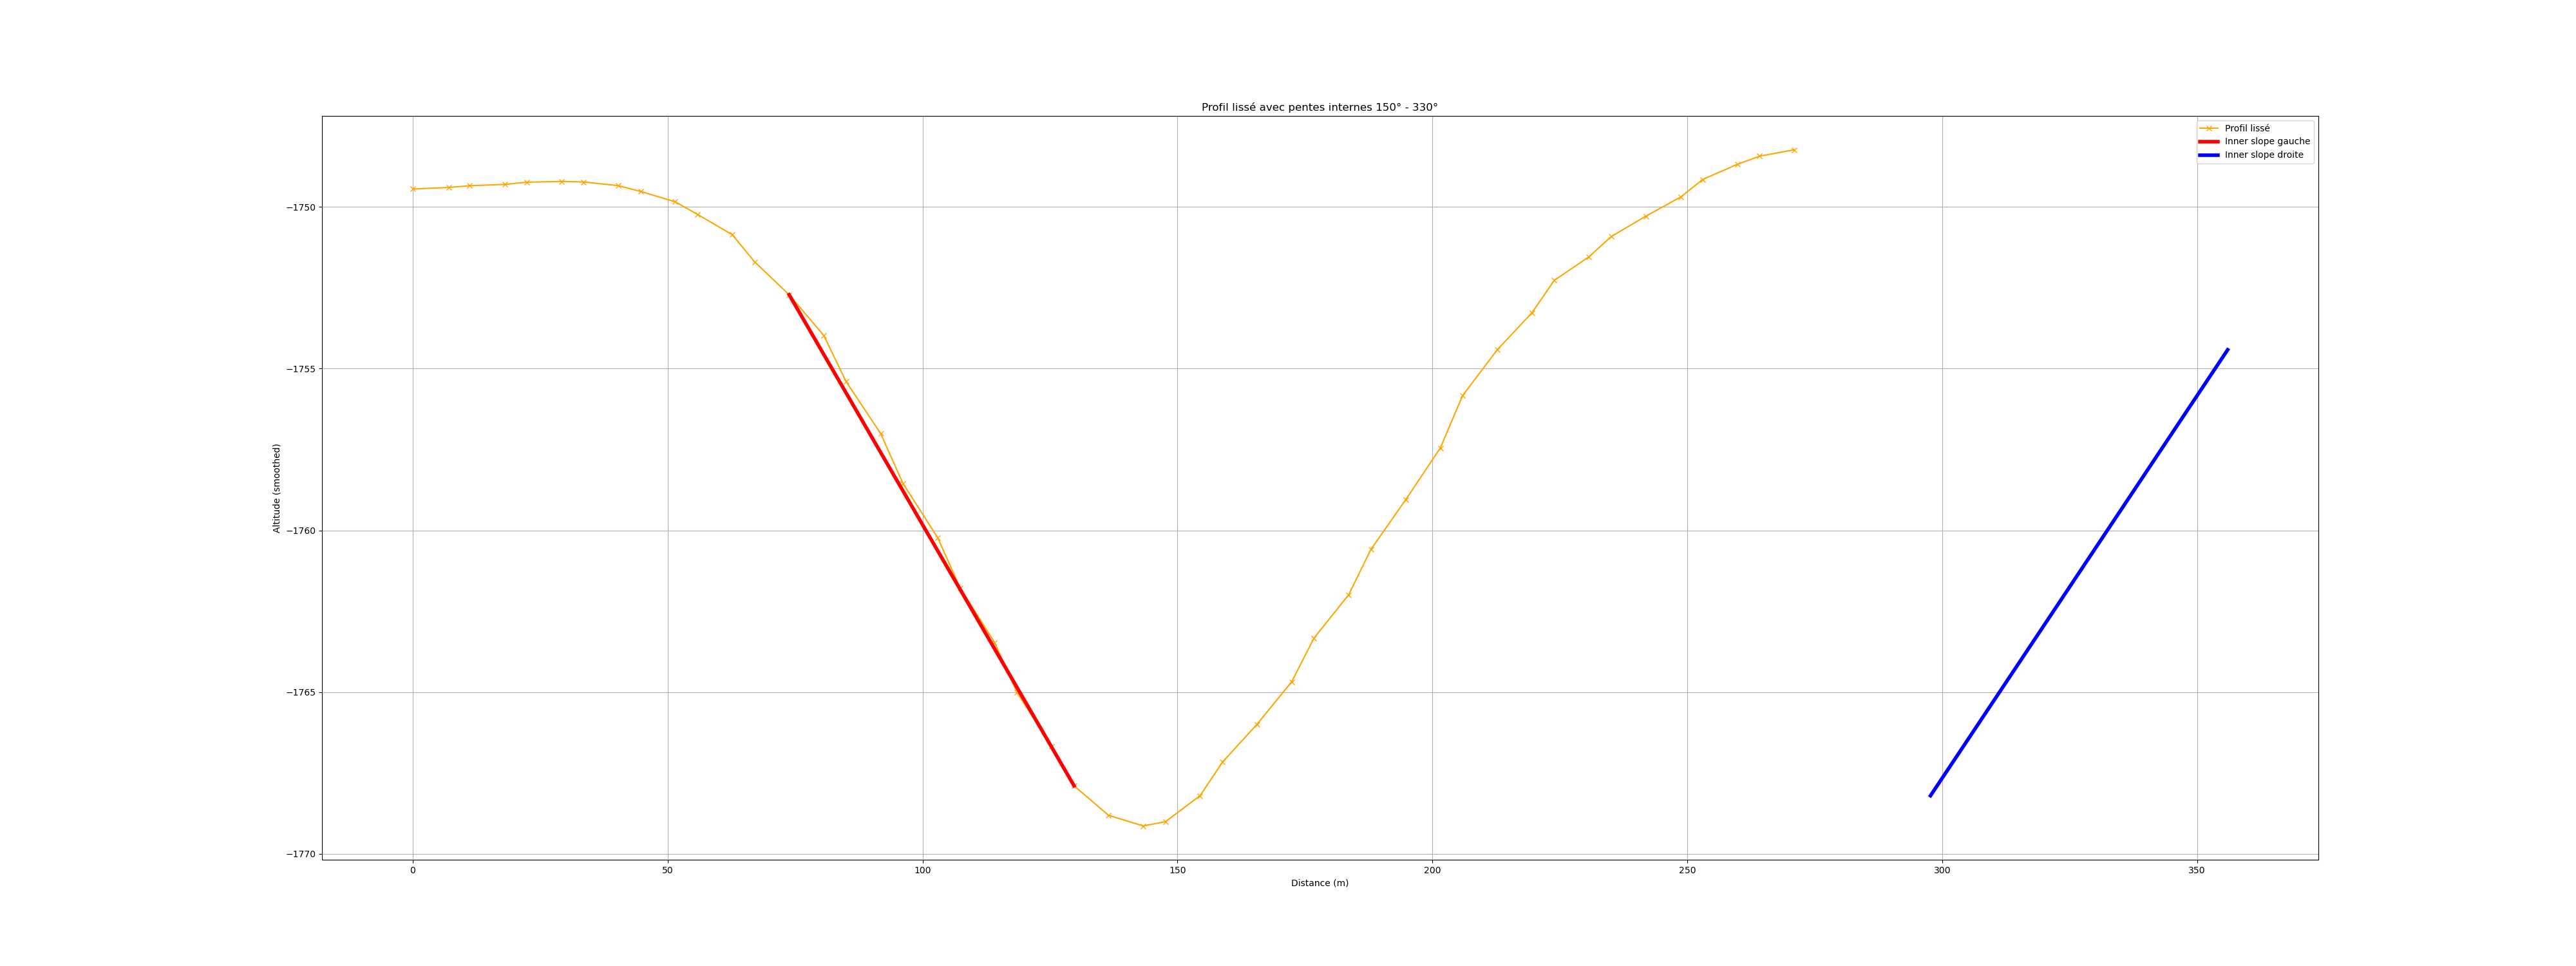 Profil lissé avec pentes internes 150° - 330°
Profil lissé
Inner slope gauche
Inner slope droite
Altitude (smoothed)
−1750
−1755
−1760
−1765
−1770
0 50 100 150 200 250 300 350
Distance (m)